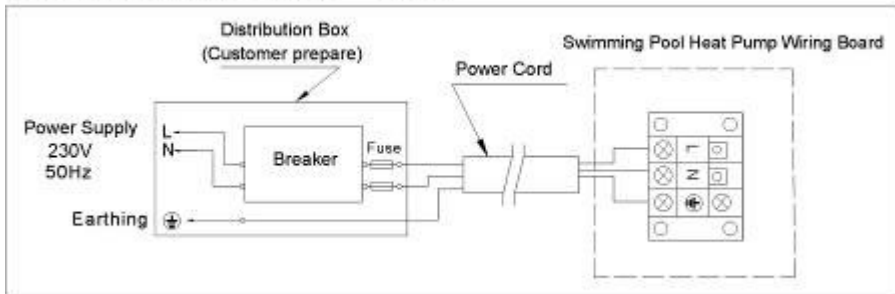 Distribution Box
(Customer prepare)
Swimming Pool Heat Pump Wiring Board
Power Cord
Power Supply
230V
50Hz
L
N
Breaker
Fuse
Earthing
L
N